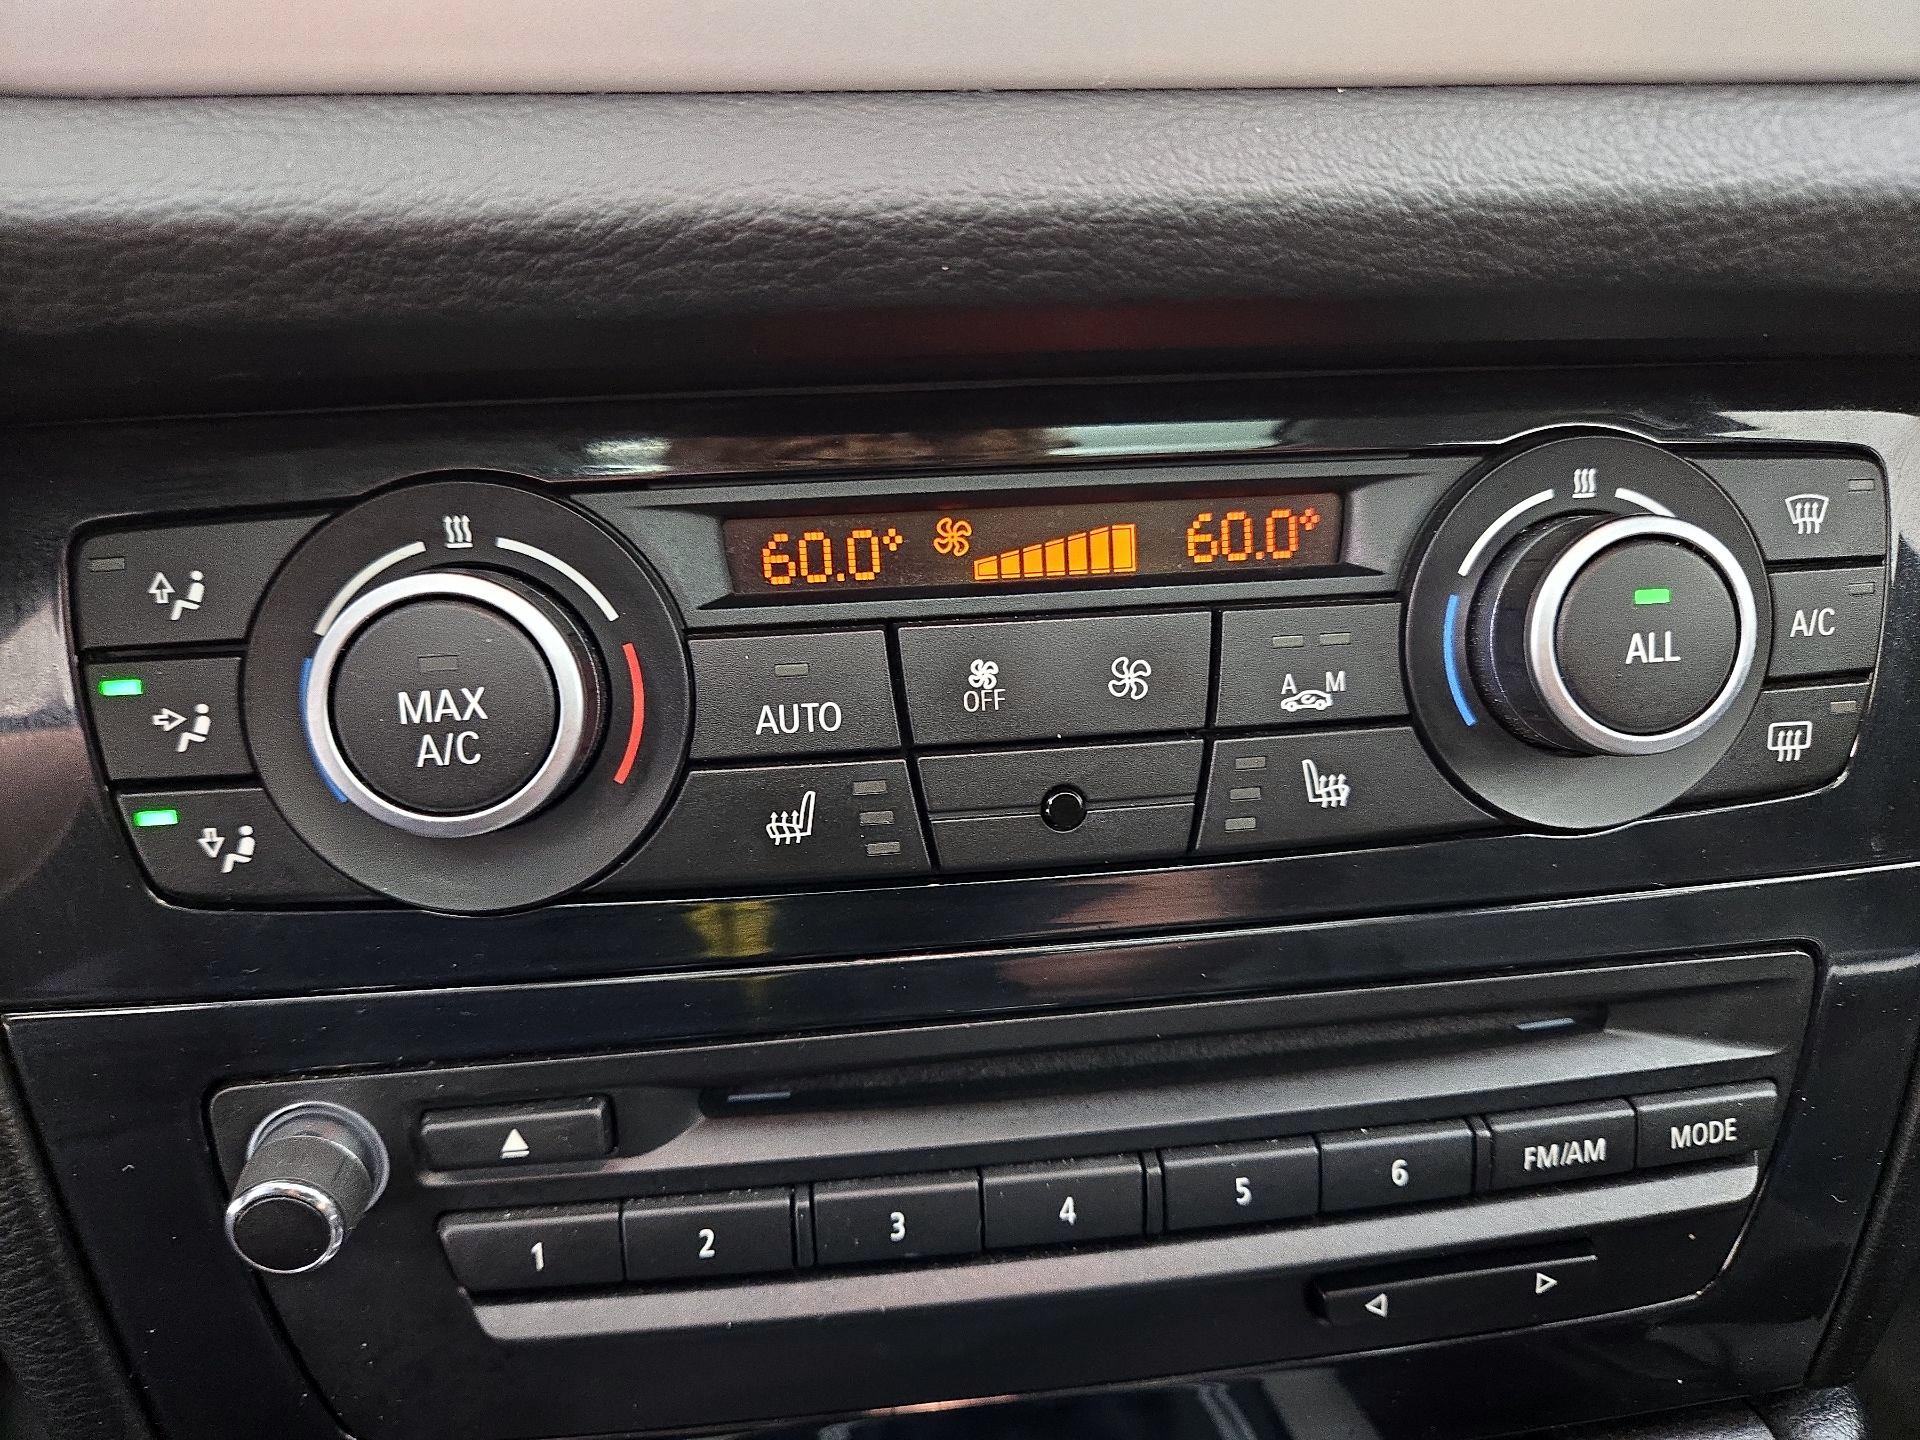 60.0° 60.0°
MAX
A/C
AUTO
OFF
A M
ALL
A/C
1 2 3 4 5 6 FM/AM MODE